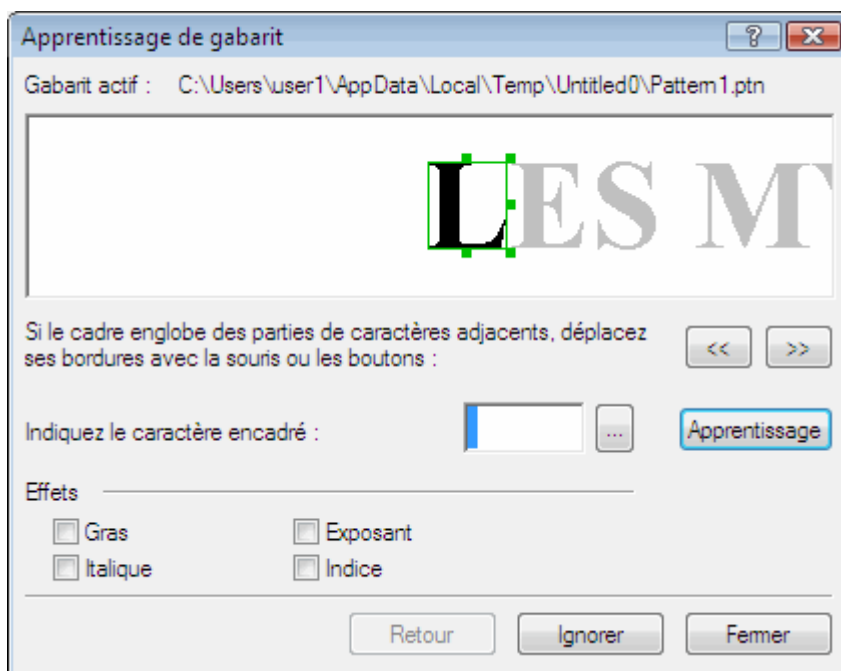 Apprentissage de gabarit
Gabarit actif : C:\Users\user1\AppData\Local\Temp\Untitled0\Pattern1.ptn
LES MY
Si le cadre englobe des parties de caractères adjacents, déplacez
ses bordures avec la souris ou les boutons :
<< >>
Indiquez le caractère encadré :
... Apprentissage
Effets
Gras Exposant
Italique Indice
Retour Ignorer Fermer